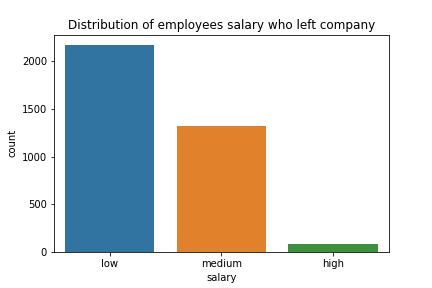 Distribution of employees salary who left company
2000
1500
1000
500
0
count
low medium high
salary